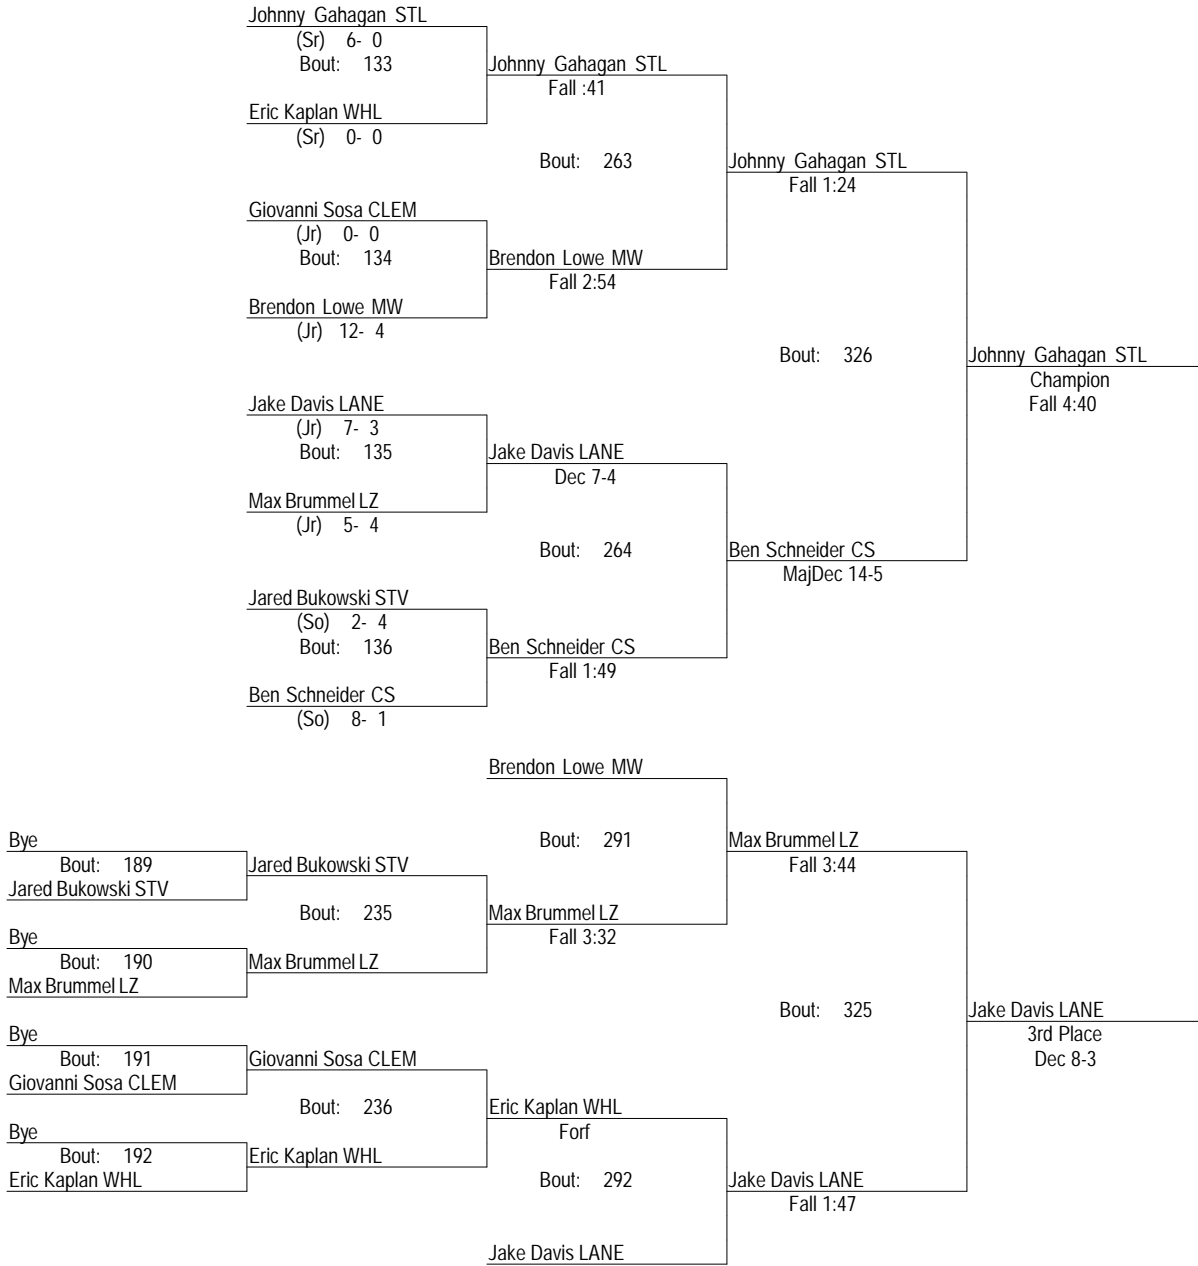 Johnny Gahagan STL
(Sr) 6- 0
Bout: 133
Johnny Gahagan STL
Fall :41
Eric Kaplan WHL
(Sr) 0- 0
Bout: 263
Johnny Gahagan STL
Fall 1:24
Giovanni Sosa CLEM
(Jr) 0- 0
Bout: 134
Brendon Lowe MW
Fall 2:54
Brendon Lowe MW
(Jr) 12- 4
Bout: 326
Johnny Gahagan STL
Champion
Fall 4:40
Jake Davis LANE
(Jr) 7- 3
Bout: 135
Jake Davis LANE
Dec 7-4
Max Brummel LZ
(Jr) 5- 4
Bout: 264
Ben Schneider CS
MajDec 14-5
Jared Bukowski STV
(So) 2- 4
Bout: 136
Ben Schneider CS
Fall 1:49
Ben Schneider CS
(So) 8- 1
Brendon Lowe MW
Bye
Bout: 291
Max Brummel LZ
Fall 3:44
Bout: 189
Jared Bukowski STV
Jared Bukowski STV
Bout: 235
Max Brummel LZ
Fall 3:32
Bye
Bout: 190
Max Brummel LZ
Max Brummel LZ
Bout: 325
Jake Davis LANE
3rd Place
Dec 8-3
Bye
Bout: 191
Giovanni Sosa CLEM
Giovanni Sosa CLEM
Bout: 236
Eric Kaplan WHL
Forf
Bye
Bout: 192
Eric Kaplan WHL
Eric Kaplan WHL
Bout: 292
Jake Davis LANE
Fall 1:47
Jake Davis LANE